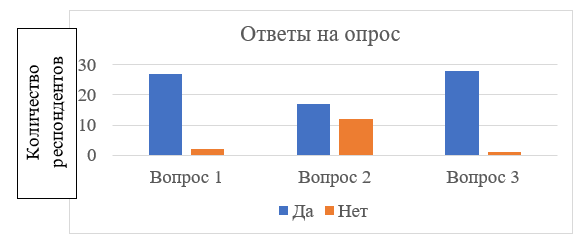 Ответы на опрос
Количество
респондентов
30
20
10
0
Вопрос 1 Вопрос 2 Вопрос 3
Да Нет